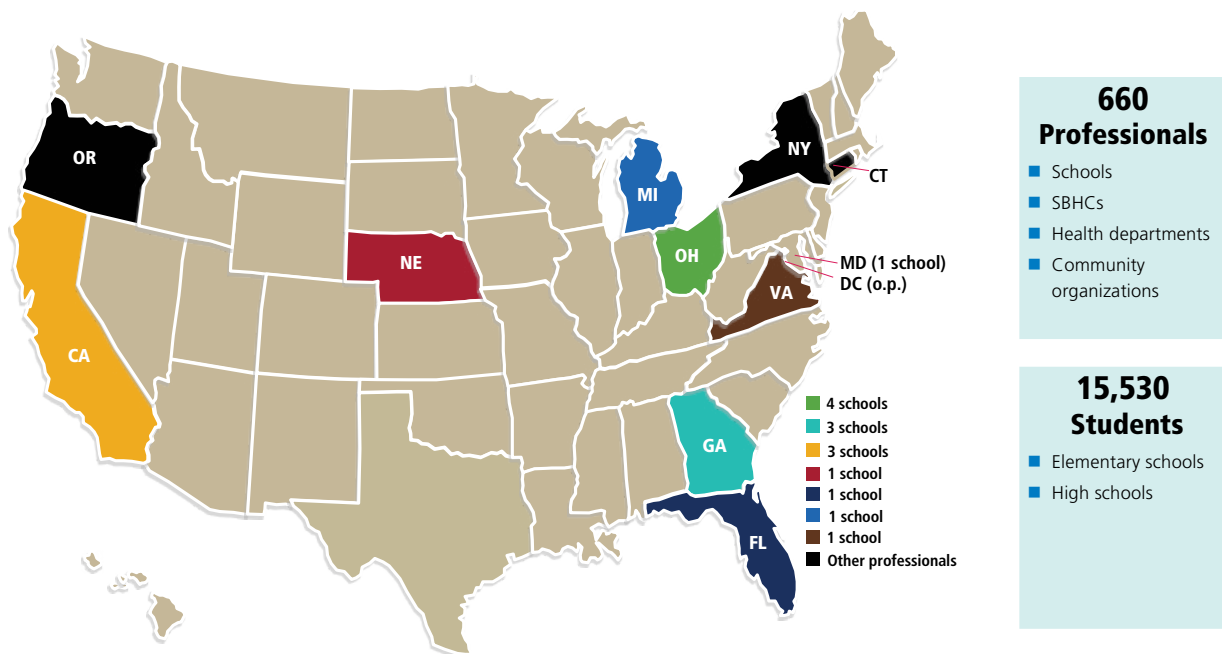 OR
NY
CT
MI
NE
OH
MD (1 school)
DC (o.p.)
VA
CA
GA
FL
4 schools
3 schools
3 schools
1 school
1 school
1 school
1 school
Other professionals
660
Professionals
Schools
SBHCs
Health departments
Community
organizations
15,530
Students
Elementary schools
High schools